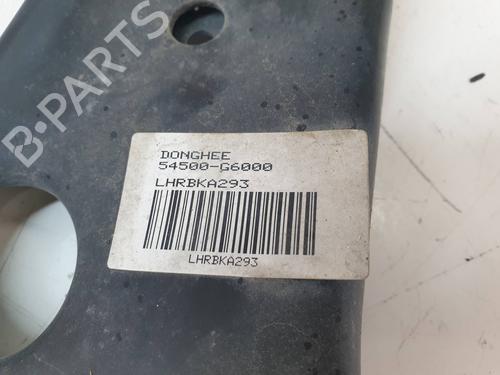 B-PARTS
DONGHEE
54500-G6000
LHRBKA293
LHRBKA293